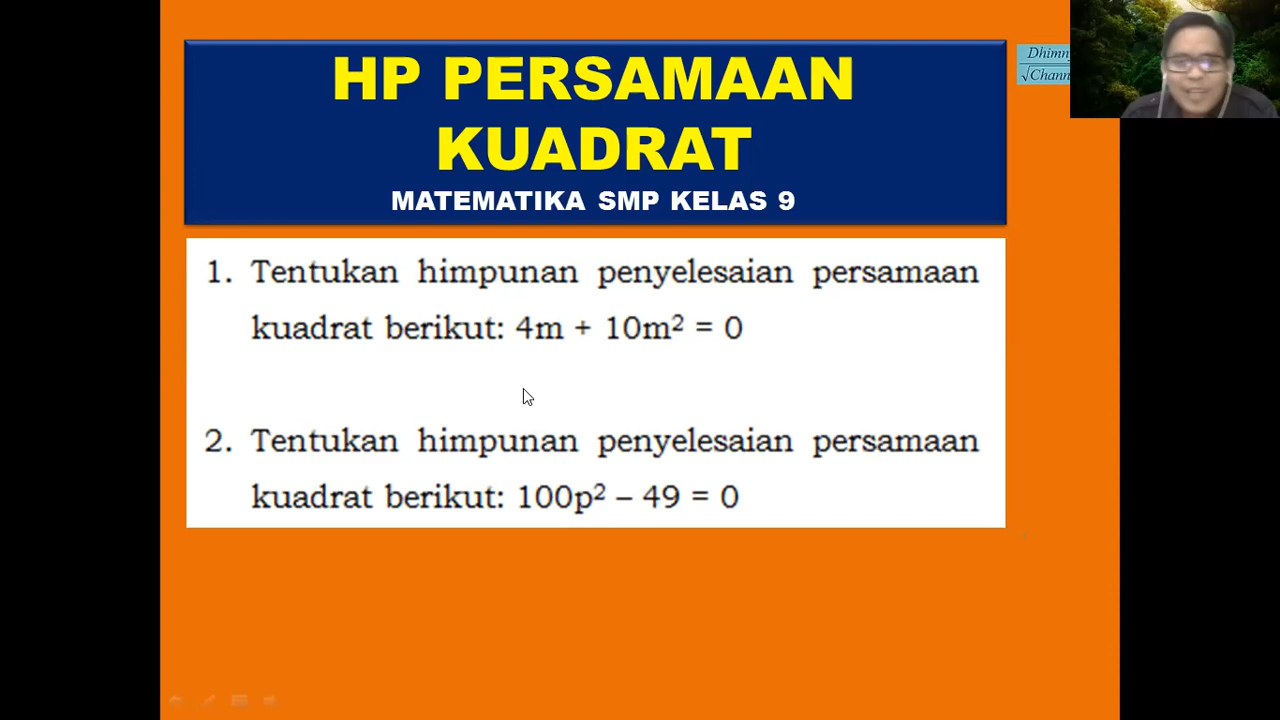 HP PERSAMAAN
KUADRAT
MATEMATIKA SMP KELAS 9
1. Tentukan himpunan penyelesaian persamaan
kuadrat berikut: 4m + 10m² = 0
2. Tentukan himpunan penyelesaian persamaan
kuadrat berikut: 100p² – 49 = 0